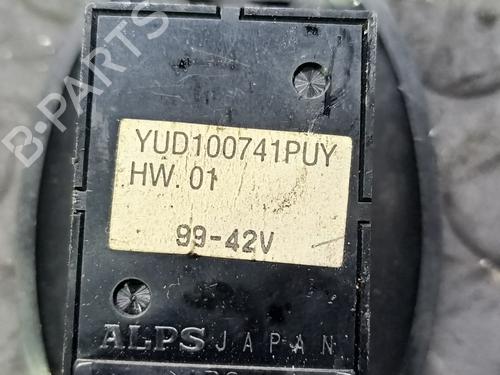 B-PARTS
YUD100741PUY
HW. 01
99-42V
ALPS JAPAN